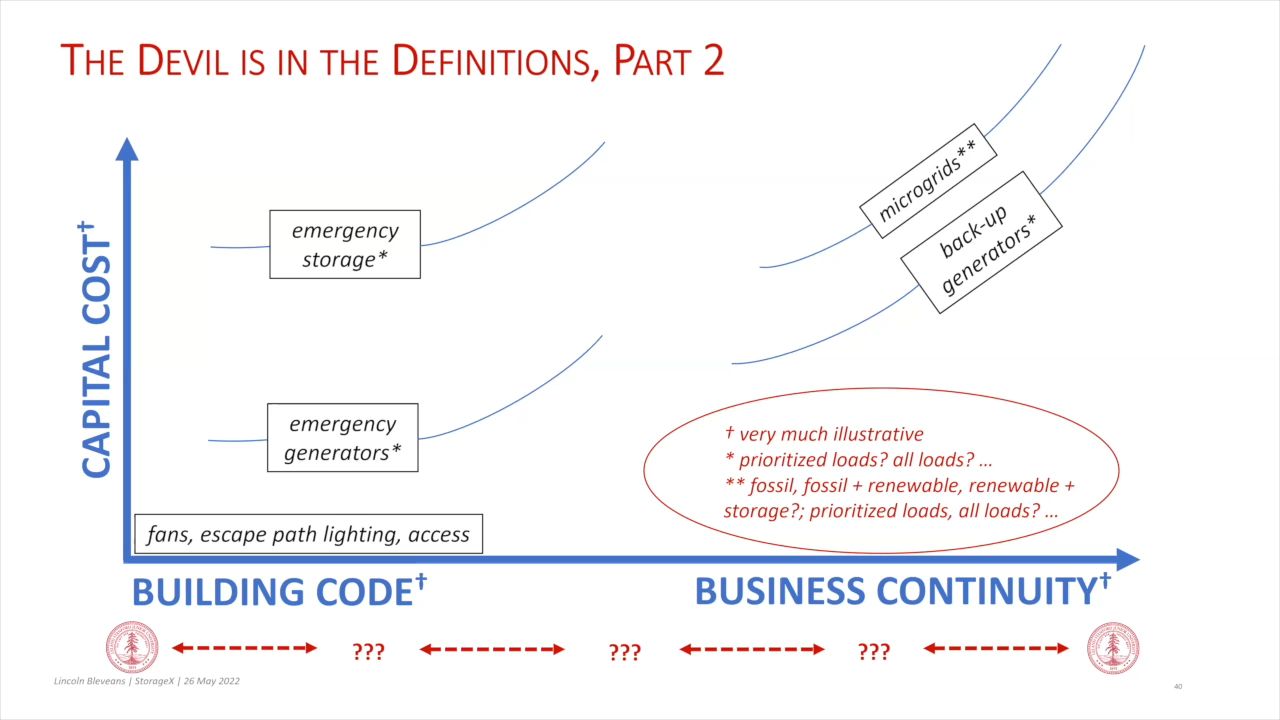 THE DEVIL IS IN THE DEFINITIONS, PART 2
CAPITAL COST†
emergency
storage*
emergency
generators*
microgrids**
back-up
generators*
† very much illustrative
* prioritized loads? all loads? ...
** fossil, fossil + renewable, renewable +
storage?; prioritized loads, all loads? ...
fans, escape path lighting, access
BUILDING CODE†
BUSINESS CONTINUITY†
???
???
???
Lincoln Bleveans | StorageX | 26 May 2022
40